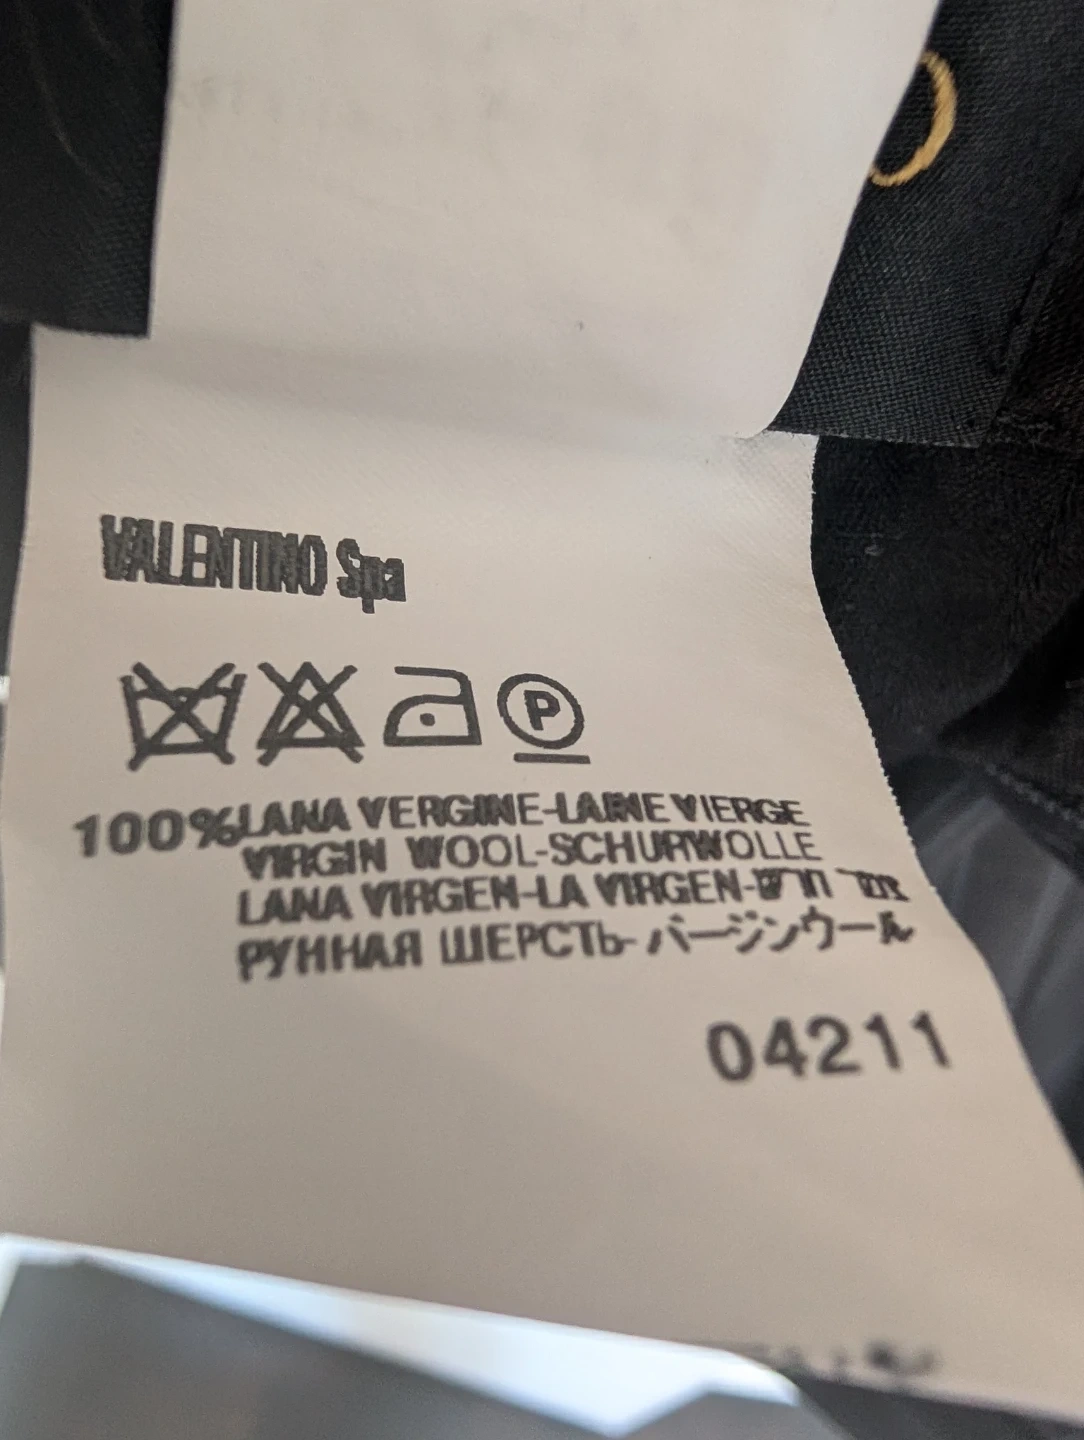 VALENTINO Spa
P
100% LANA VERGINE-LAINE VIERGE
VIRGIN WOOL-SCHURWOLLE
LANA VIRGEN-LA VIRGEN-
РУННАЯ ШЕРСТЬ-バージンウール
04211